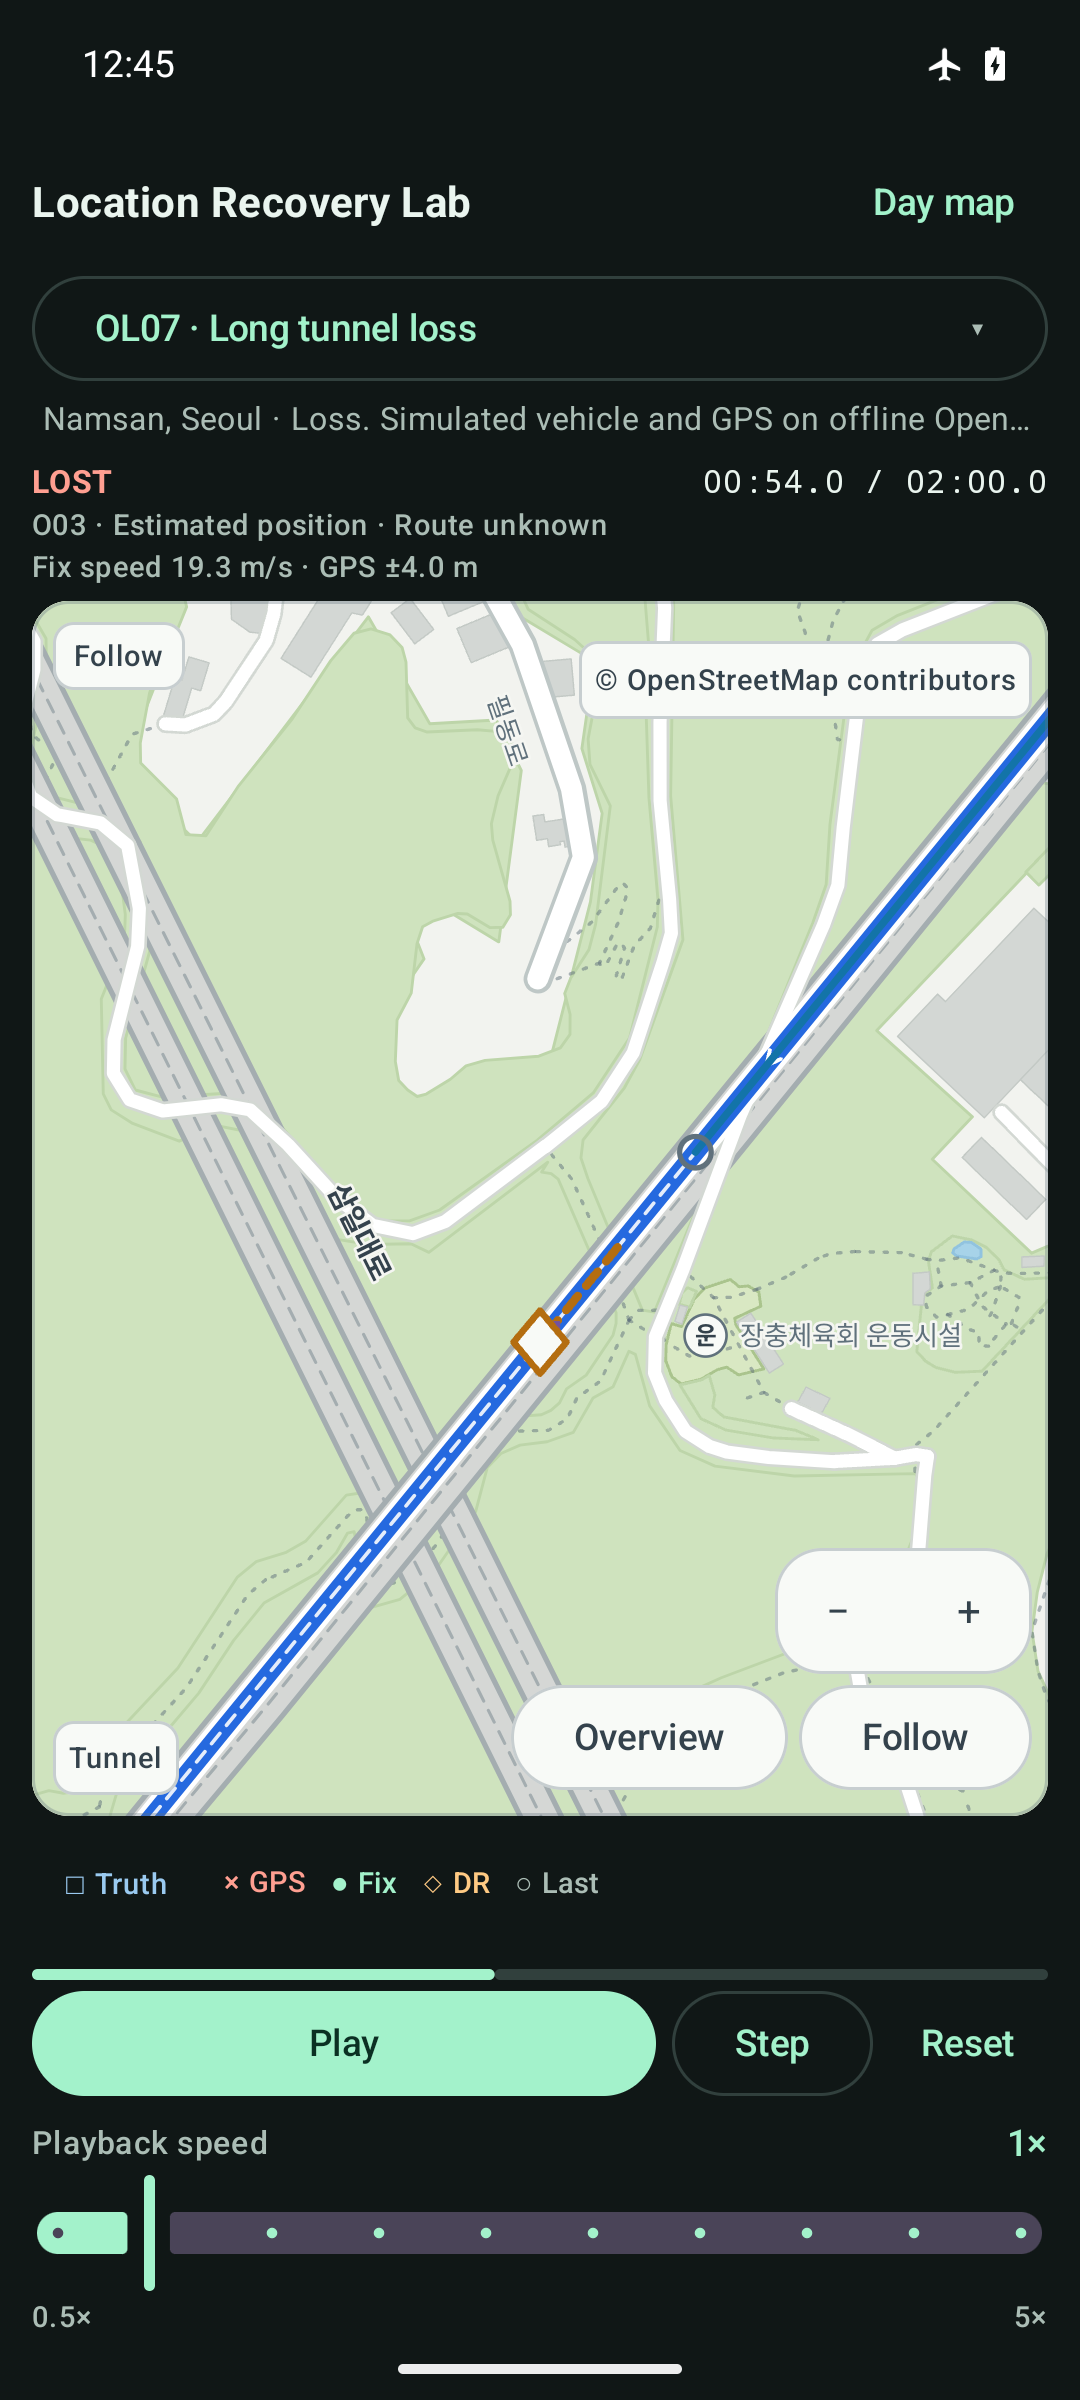 12:45
Location Recovery Lab
Day map
OL07 · Long tunnel loss
Namsan, Seoul · Loss. Simulated vehicle and GPS on offline Open…
LOST
00:54.0 / 02:00.0
O03 · Estimated position · Route unknown
Fix speed 19.3 m/s · GPS ±4.0 m
Follow
© OpenStreetMap contributors
필동로
삼일대로
운 장충체육회 운동시설
− +
Overview
Follow
Tunnel
□ Truth × GPS ● Fix ◇ DR ○ Last
Play
Step
Reset
Playback speed
1×
0.5×
5×